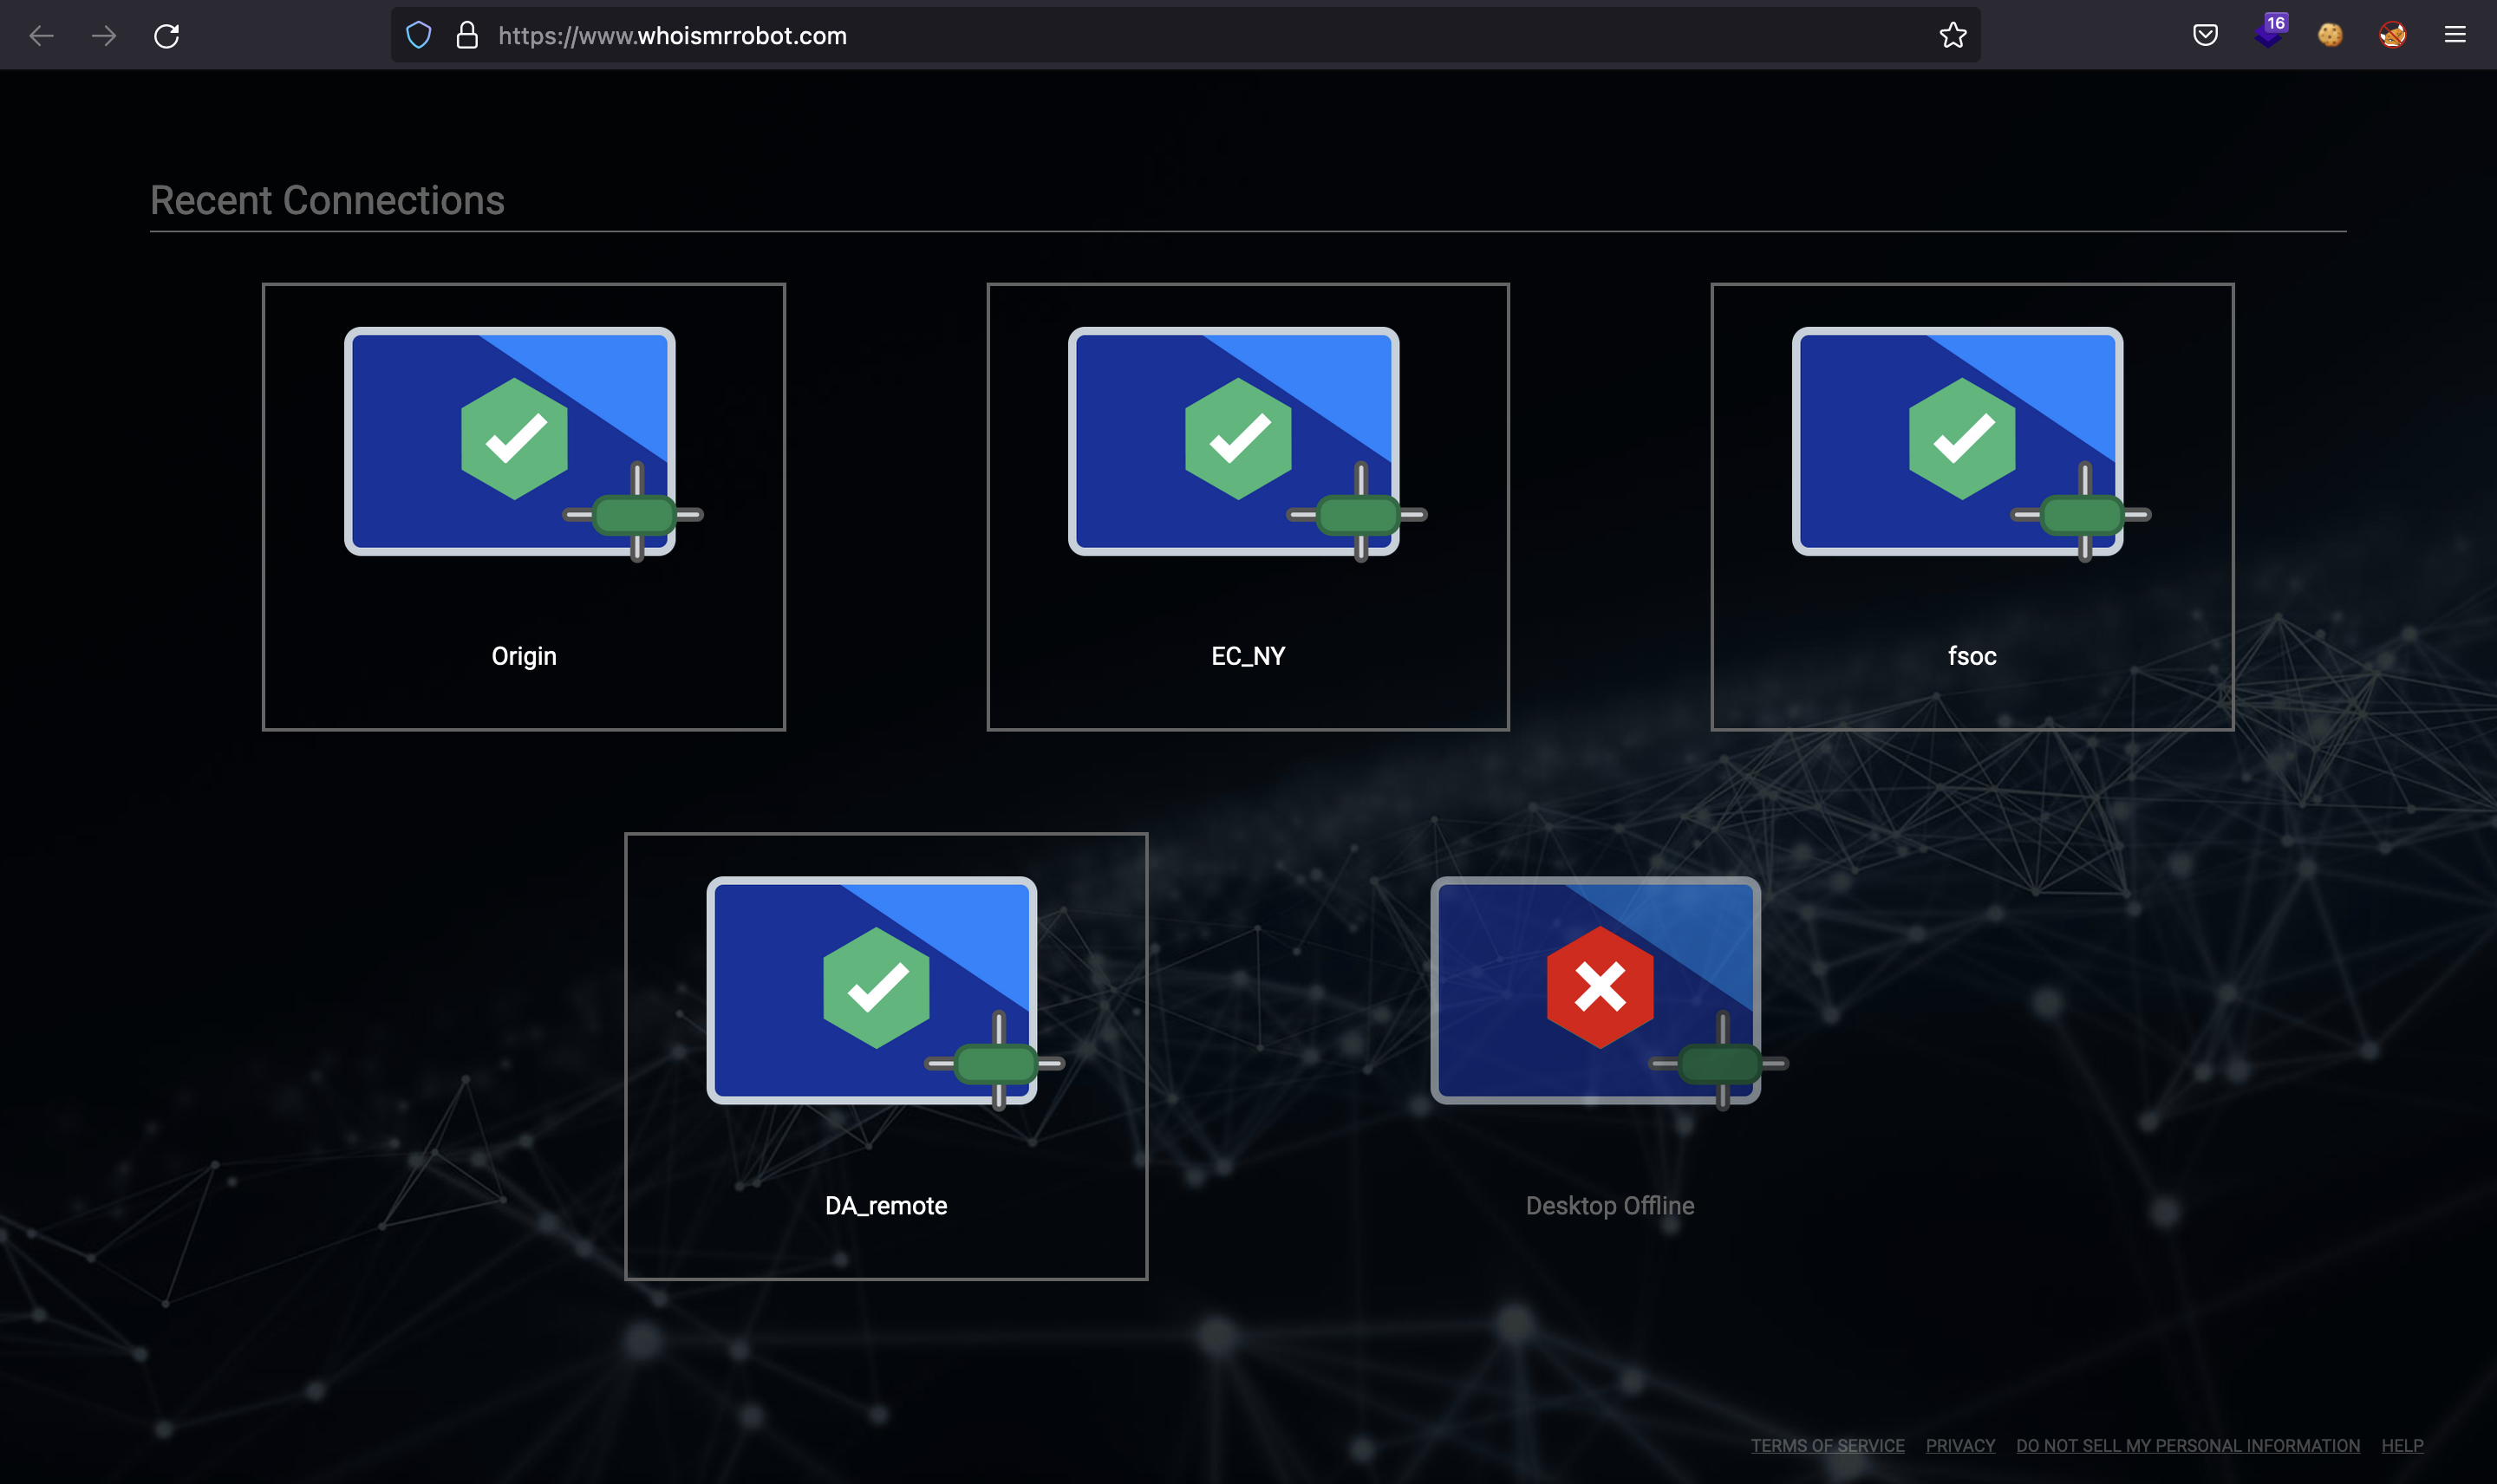 https://www.whoismrrobot.com
16
Recent Connections
Origin
EC_NY
fsoc
DA_remote
Desktop Offline
TERMS OF SERVICE PRIVACY DO NOT SELL MY PERSONAL INFORMATION HELP